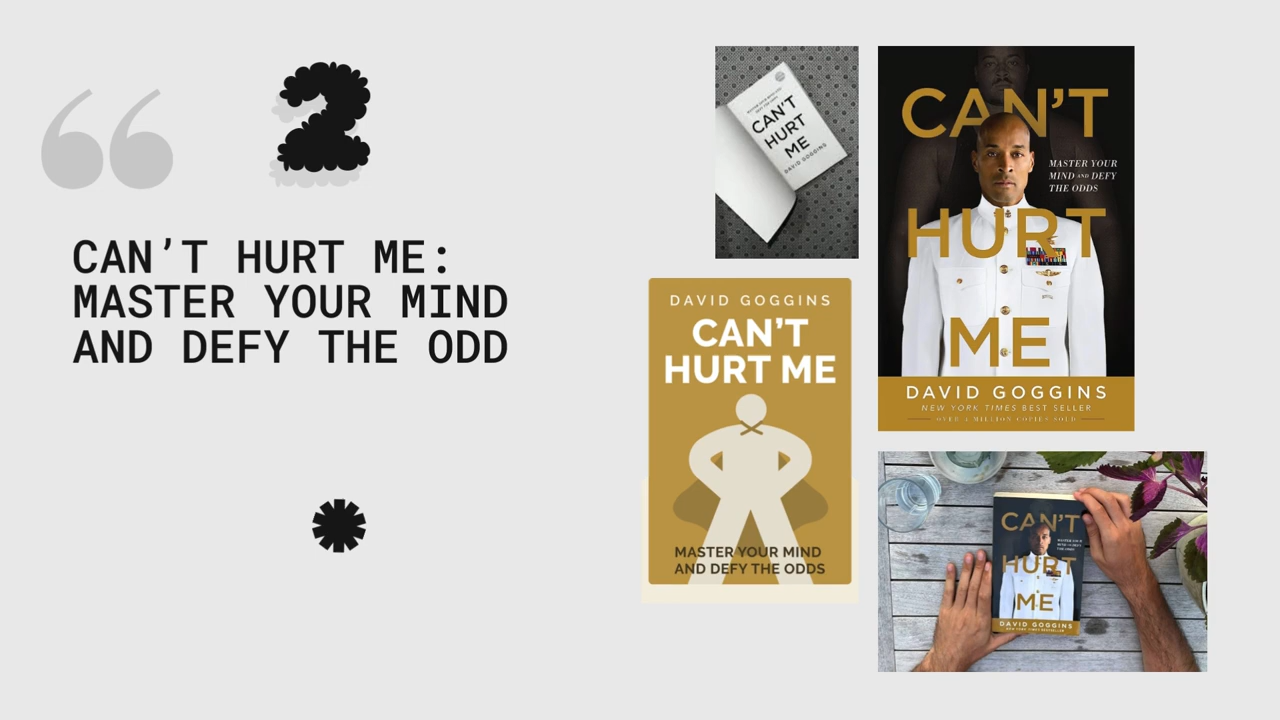 2
CAN’T HURT ME:
MASTER YOUR MIND
AND DEFY THE ODD
CAN'T
HURT
ME
DAVID GOGGINS
CAN'T
MASTER YOUR
MIND AND DEFY
THE ODDS
HURT
ME
DAVID GOGGINS
NEW YORK TIMES BEST SELLER
DAVID GOGGINS
CAN'T
HURT ME
MASTER YOUR MIND
AND DEFY THE ODDS
CAN'T
HURT
ME
DAVID GOGGINS